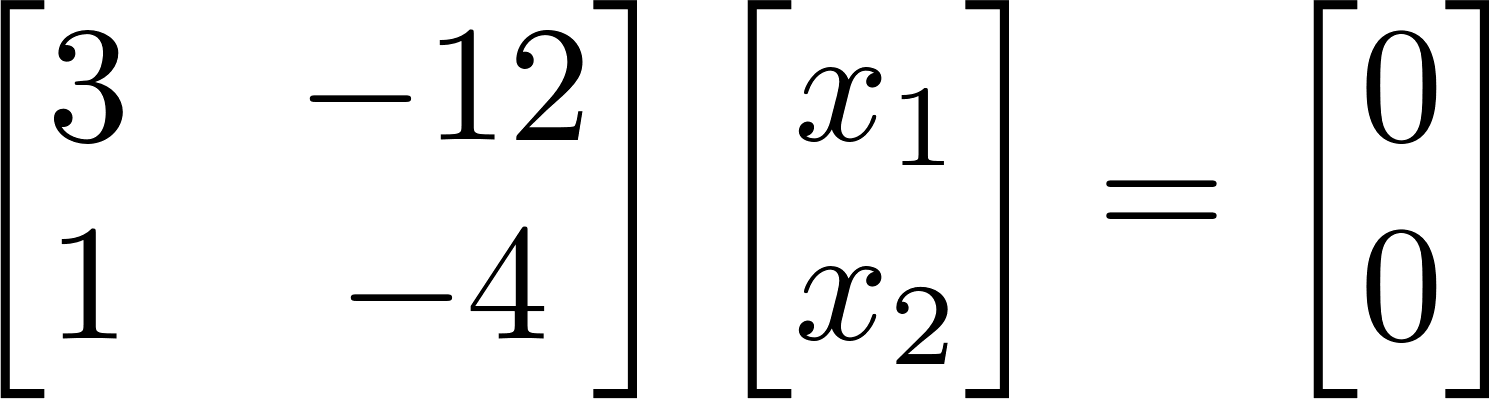 [3 −12] [x₁] = [0]
[1 −4] [x₂] [0]